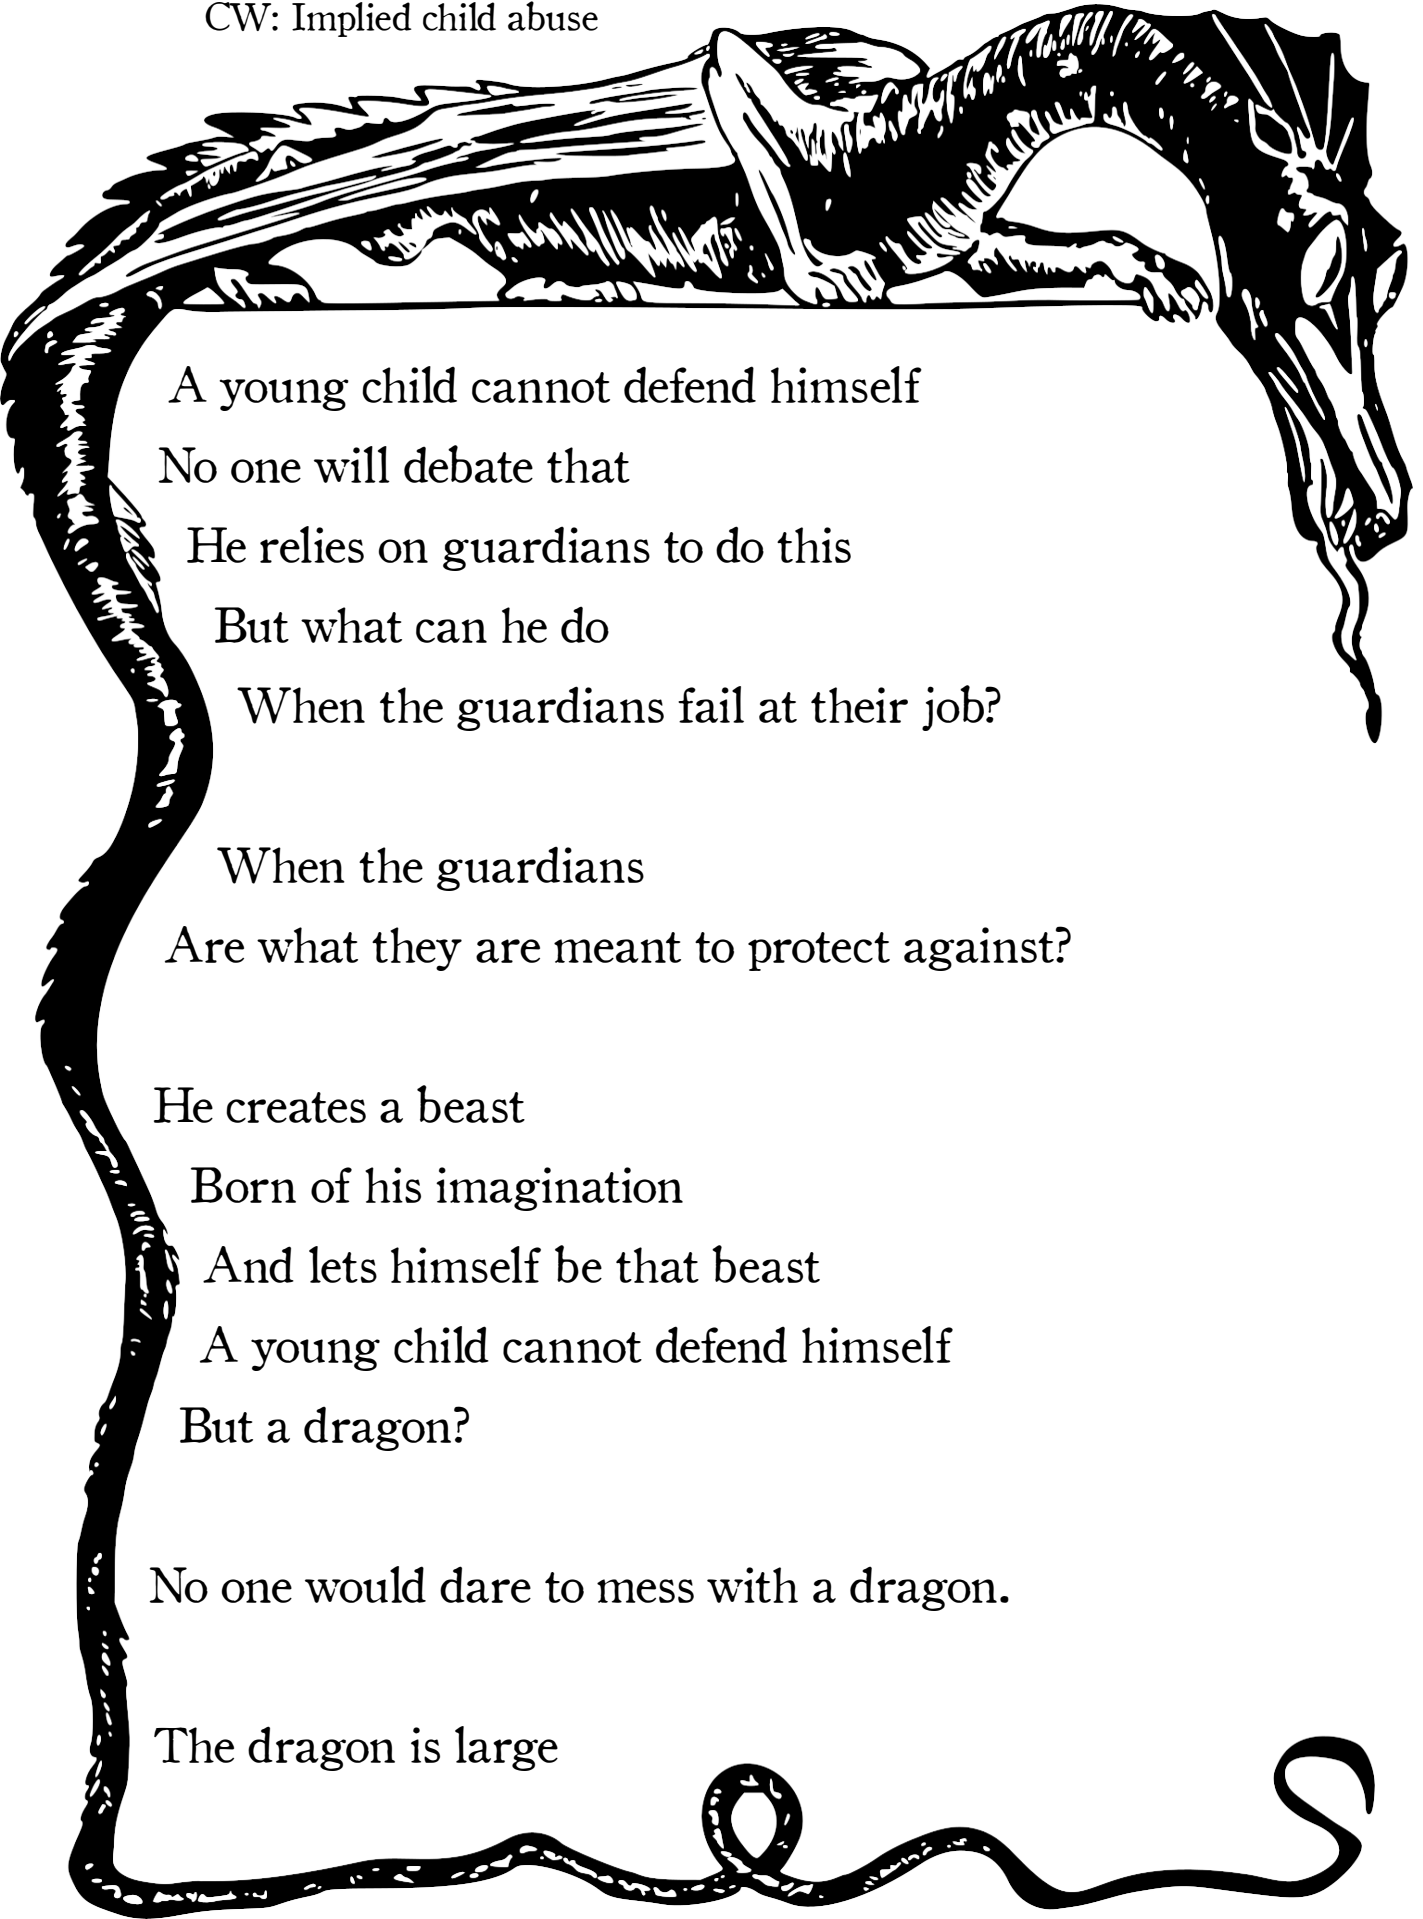 CW: Implied child abuse
A young child cannot defend himself
No one will debate that
He relies on guardians to do this
But what can he do
When the guardians fail at their job?
When the guardians
Are what they are meant to protect against?
He creates a beast
Born of his imagination
And lets himself be that beast
A young child cannot defend himself
But a dragon?
No one would dare to mess with a dragon.
The dragon is large